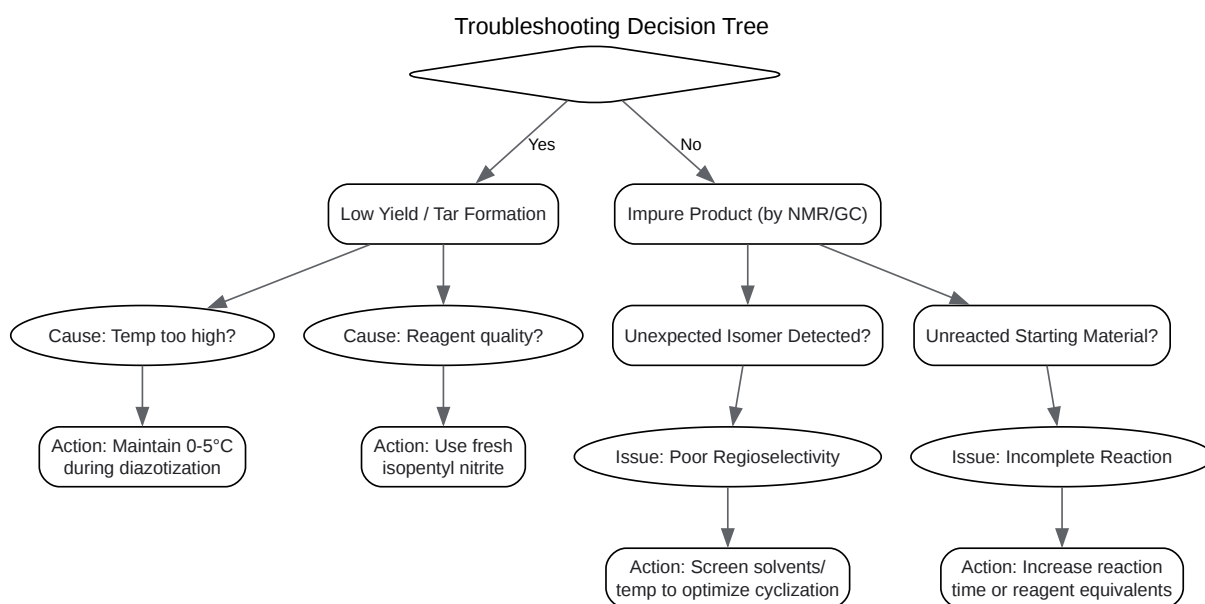 Troubleshooting Decision Tree
Yes
No
Low Yield / Tar Formation
Impure Product (by NMR/GC)
Cause: Temp too high?
Cause: Reagent quality?
Unexpected Isomer Detected?
Unreacted Starting Material?
Action: Maintain 0-5°C
during diazotization
Action: Use fresh
isopentyl nitrite
Issue: Poor Regioselectivity
Issue: Incomplete Reaction
Action: Screen solvents/
temp to optimize cyclization
Action: Increase reaction
time or reagent equivalents